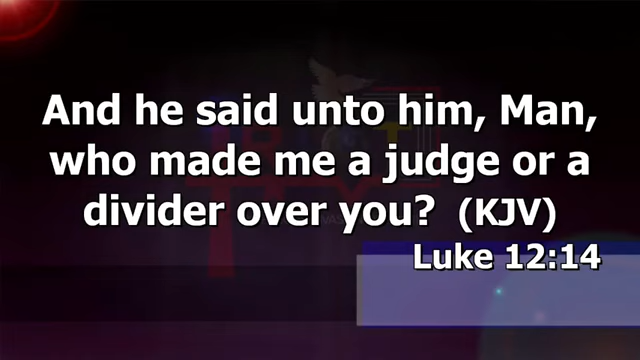 And he said unto him, Man,
who made me a judge or a
divider over you? (KJV)
Luke 12:14